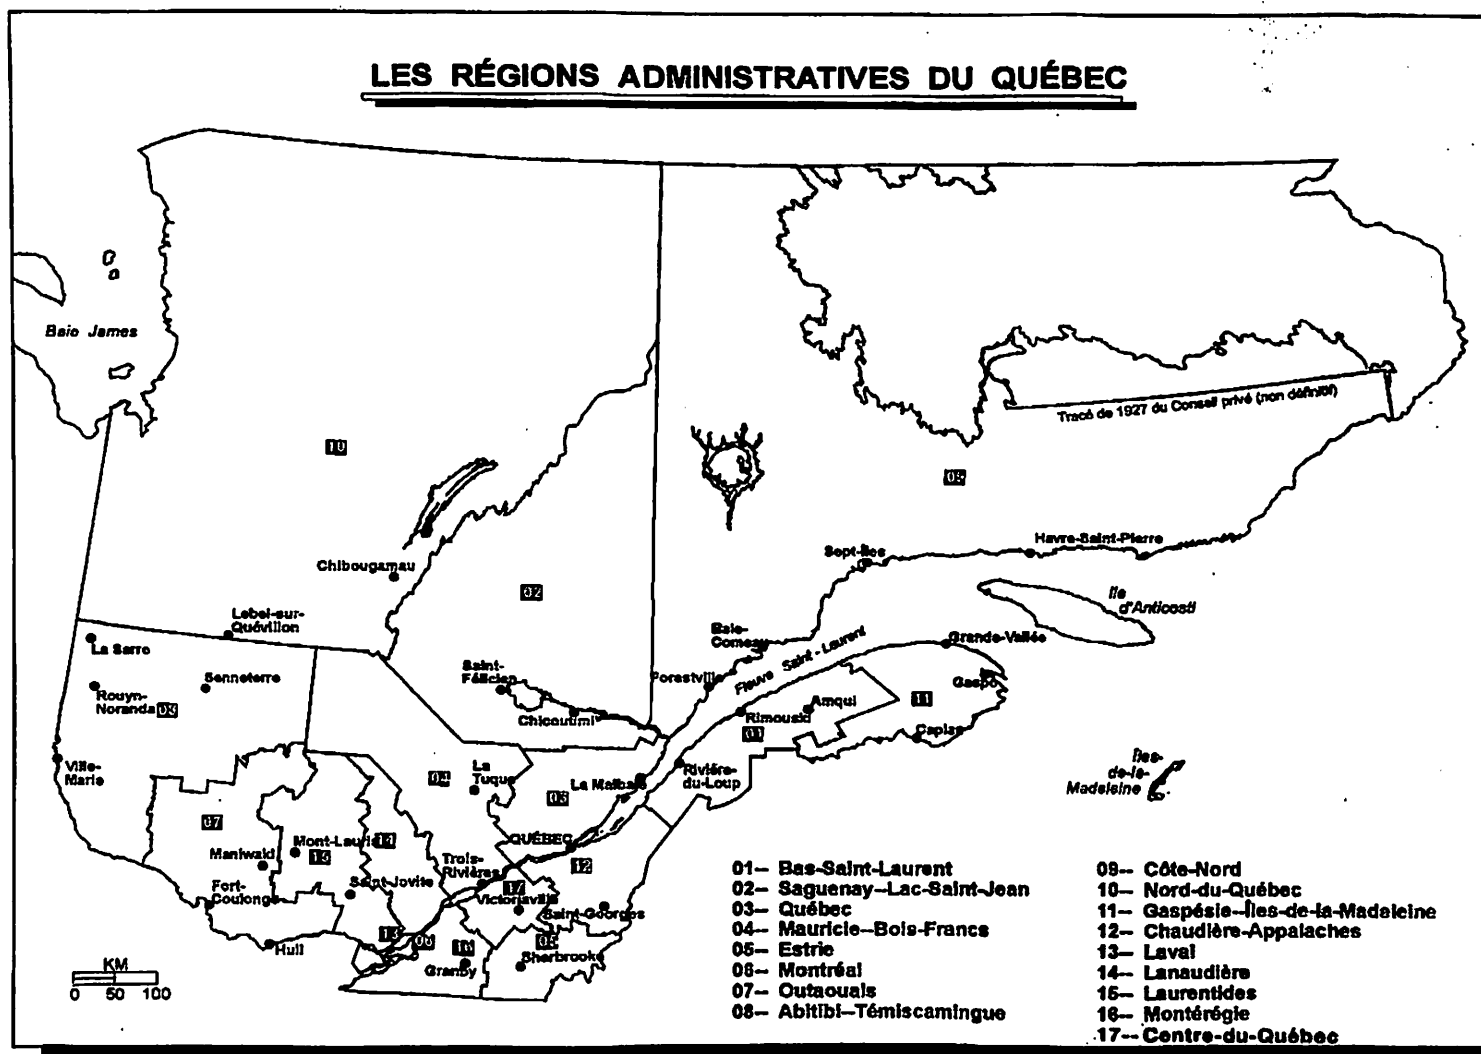 LES RÉGIONS ADMINISTRATIVES DU QUÉBEC
Baie James
Tracé de 1927 du Conseil privé (non définitif)
10
09
Sept-Îles
Havre-Saint-Pierre
Chibougamau
02
Île
d'Anticosti
Lebel-sur-
Quévillon
La Sarre
Baie-
Comeau
Fleuve Saint-Laurent
Grande-Vallée
Saint-
Félicien
Senneterre
Rouyn-
Noranda
Forestville
Gaspé
Amqui
11
Chicoutimi
Rimouski
01
Caplan
Ville-
Marie
La
Tuque
04
La Malbaie
Rivière-
du-Loup
Îles-
de-la-
Madeleine
03
07
Mont-Laurier
14
QUÉBEC
Maniwaki
15
Trois-
Rivières
12
Fort-
Coulonge
Saint-Jovite
17
Victoriaville
Saint-Georges
13
06
16
05
Hull
Granby
Sherbrooke
KM
0 50 100
01-- Bas-Saint-Laurent
02-- Saguenay--Lac-Saint-Jean
03-- Québec
04-- Mauricie--Bois-Francs
05-- Estrie
06-- Montréal
07-- Outaouais
08-- Abitibi--Témiscamingue
09-- Côte-Nord
10-- Nord-du-Québec
11-- Gaspésie--Îles-de-la-Madeleine
12-- Chaudière-Appalaches
13-- Laval
14-- Lanaudière
15-- Laurentides
16-- Montérégie
17-- Centre-du-Québec